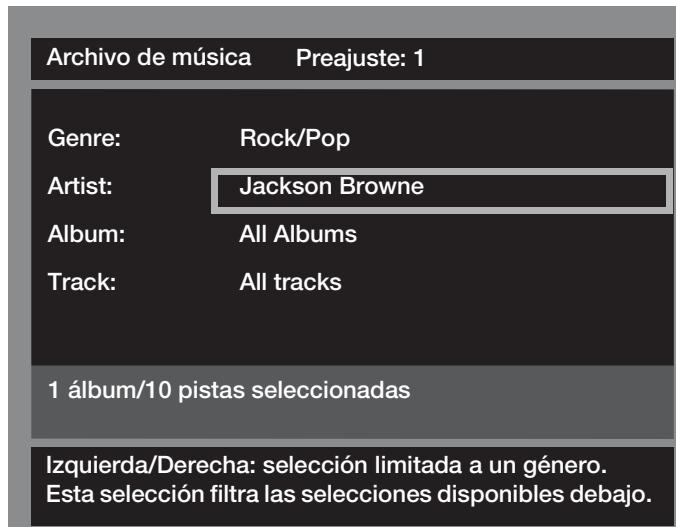 Archivo de música Preajuste: 1
Genre: Rock/Pop
Artist: Jackson Browne
Album: All Albums
Track: All tracks
1 álbum/10 pistas seleccionadas
Izquierda/Derecha: selección limitada a un género.
Esta selección filtra las selecciones disponibles debajo.